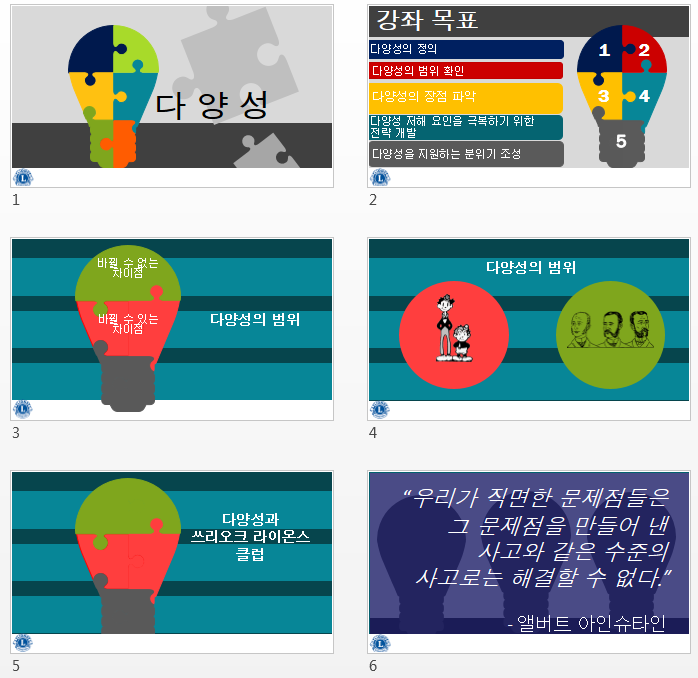 다 양 성
1
강좌 목표
다양성의 정의
다양성의 범위 확인
다양성의 장점 파악
다양성 저해 요인을 극복하기 위한
전략 개발
다양성을 지원하는 분위기 조성
1 2
3 4
5
2
바뀔 수 없는
차이점
바뀔 수 있는
차이점
다양성의 범위
3
다양성의 범위
4
다양성과
쓰리오크 라이온스
클럽
5
“우리가 직면한 문제점들은
그 문제점을 만들어 낸
사고와 같은 수준의
사고로는 해결할 수 없다.”
- 앨버트 아인슈타인
6